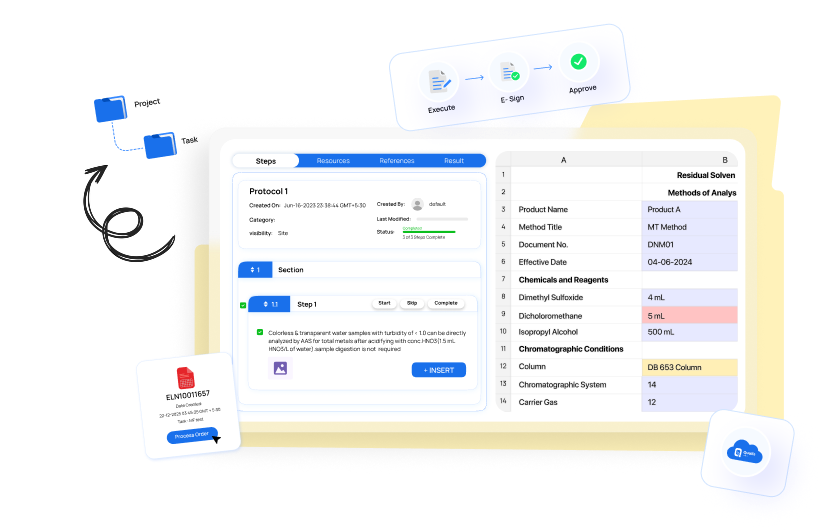 Execute
E- Sign
Approve
Project
Task
Steps
Resources
References
Result
Protocol 1
Created On: Jun-16-2023 23:38:44 GMT+5:30
Created By: default
Category:
Last Modified:
visibility: Site
Status:
Completed
3 of 3 Steps Complete
1 Section
1.1 Step 1
Start
Skip
Complete
Colorless & transparent water samples with turbidity of < 1.0 can be directly
analyzed by AAS for total metals after acidifying with conc.HNO3(1.5 mL
HNO3/L of water).sample digestion is not required
+ INSERT
A B
1 Residual Solven
2 Methods of Analys
3 Product Name Product A
4 Method Title MT Method
5 Document No. DNM01
6 Effective Date 04-06-2024
7 Chemicals and Reagents
8 Dimethyl Sulfoxide 4 mL
9 Dicholoromethane 5 mL
10 Isopropyl Alcohol 500 mL
11 Chromatographic Conditions
12 Column DB 653 Column
13 Chromatographic System 14
14 Carrier Gas 12
ELN10011657
Date Created
22-12-2023 03:45:25 GMT + 5:30
Task : HF test
Process Order